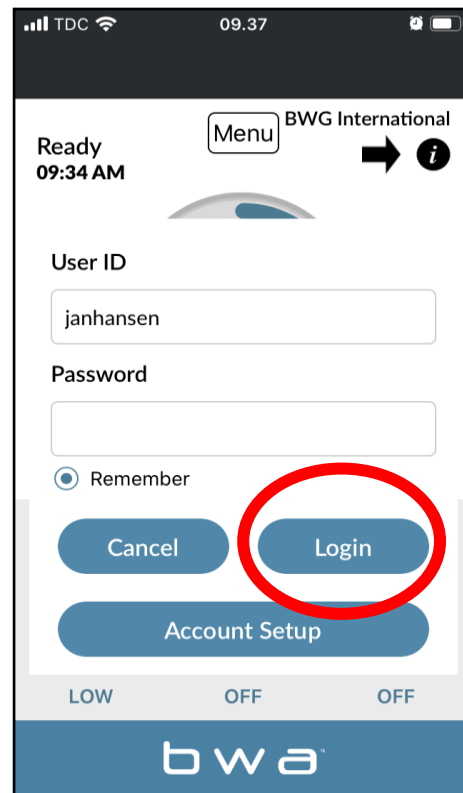 TDC 09.37
BWG International
Menu
Ready
09:34 AM
i
User ID
janhansen
Password
Remember
Cancel Login
Account Setup
LOW OFF OFF
bwa